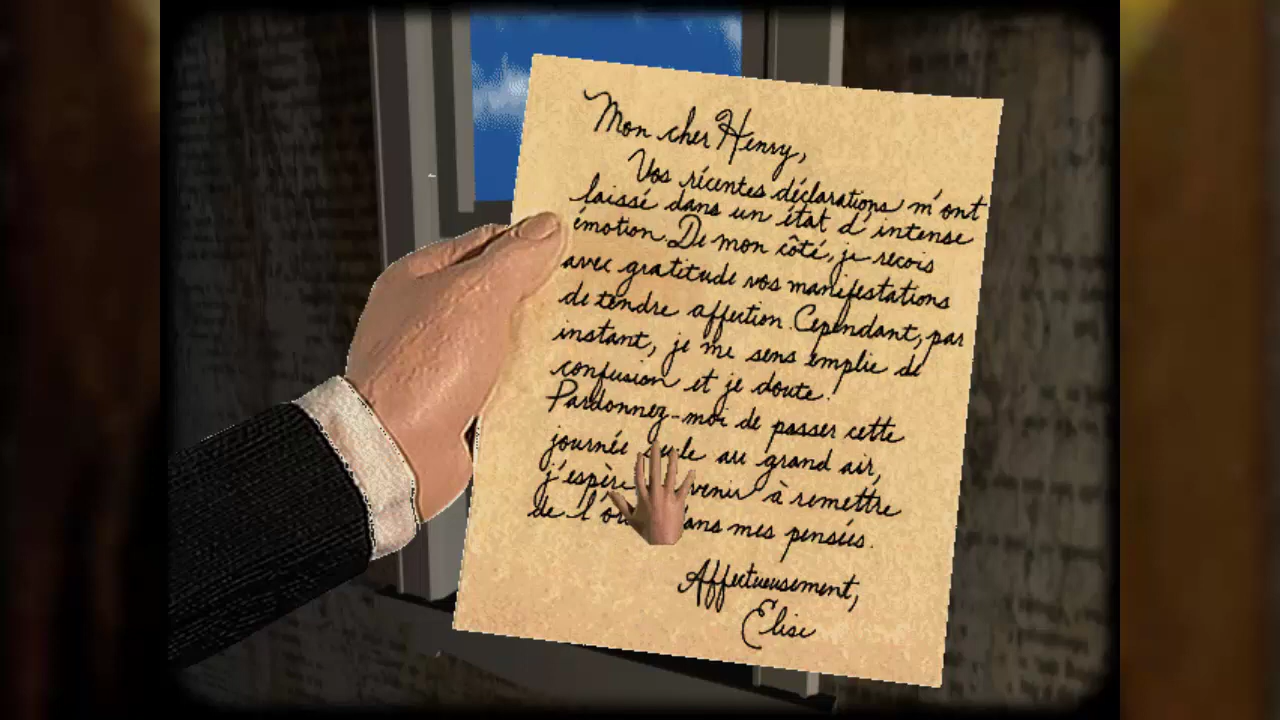 Mon cher Henry,
Vos récentes déclarations m'ont
laissé dans un état d'intense
émotion. De mon côté, je recois
avec gratitude vos manifestations
de tendre affection. Cependant, par
instant, je me sens emplie de
confusion et je doute.
Pardonnez-moi de passer cette
journée au grand air,
j'espère à remettre
de mes pensées.
Affectueusement,
Elise